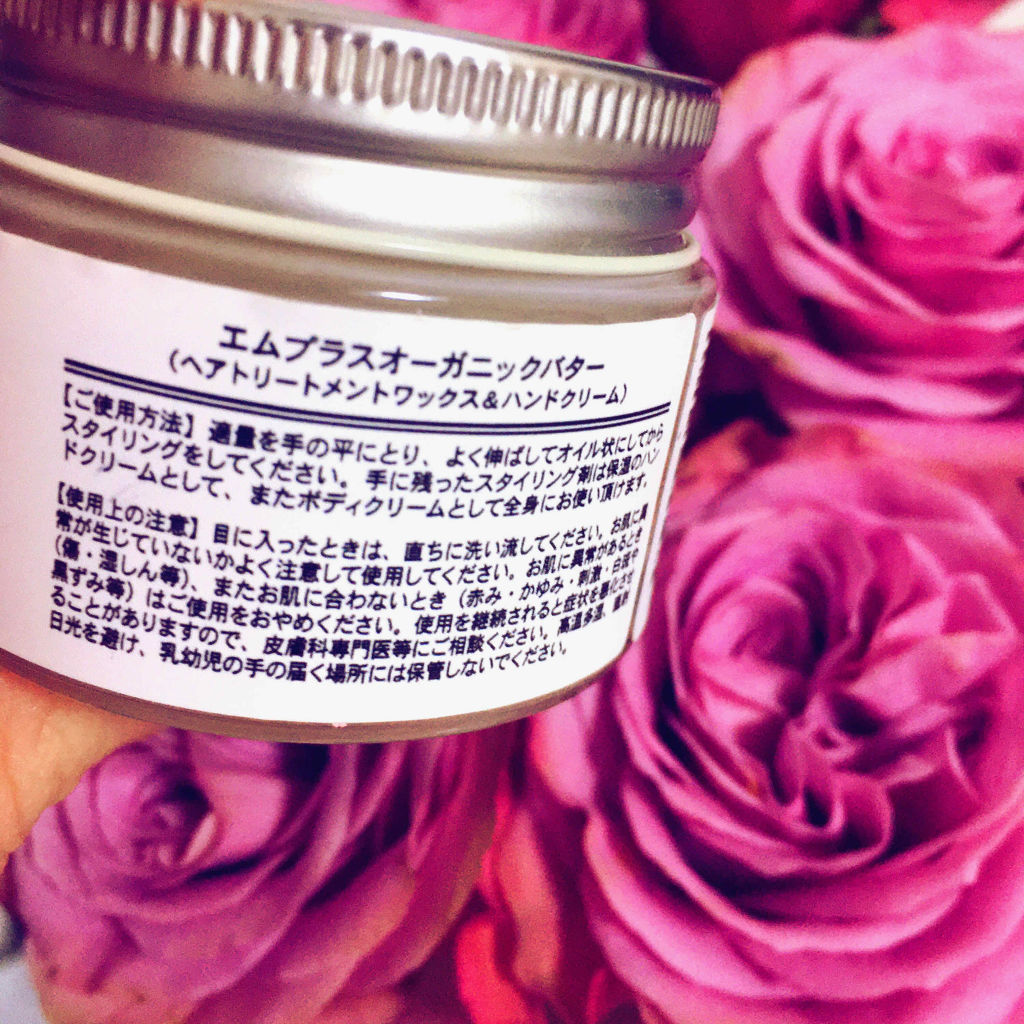 エムプラスオーガニックバター
(ヘアトリートメントワックス&ハンドクリーム)
【ご使用方法】適量を手の平にとり、よく伸ばしてオイル状にしてから
スタイリングをしてください。手に残ったスタイリング剤は保湿のハン
ドクリームとして、またボディクリームとして全身にお使い頂けます。
【使用上の注意】目に入ったときは、直ちに洗い流してください。お肌に異
常が生じていないかよく注意して使用してください。お肌に異常があるとき
(傷・湿しん等)、またお肌に合わないとき(赤み・かゆみ・刺激・白斑や
黒ずみ等)はご使用をおやめください。使用を継続されると症状を悪化させ
ることがありますので、皮膚科専門医等にご相談ください。高温多湿、直射
日光を避け、乳幼児の手の届く場所には保管しないでください。